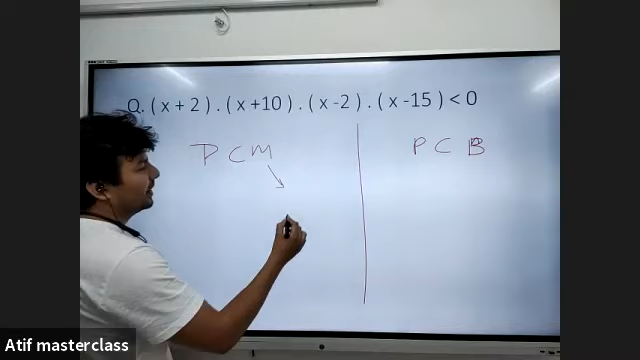 Q. ( x + 2 ) . ( x +10 ) . ( x -2 ) . ( x -15 ) < 0
P C M
P C B
Atif masterclass